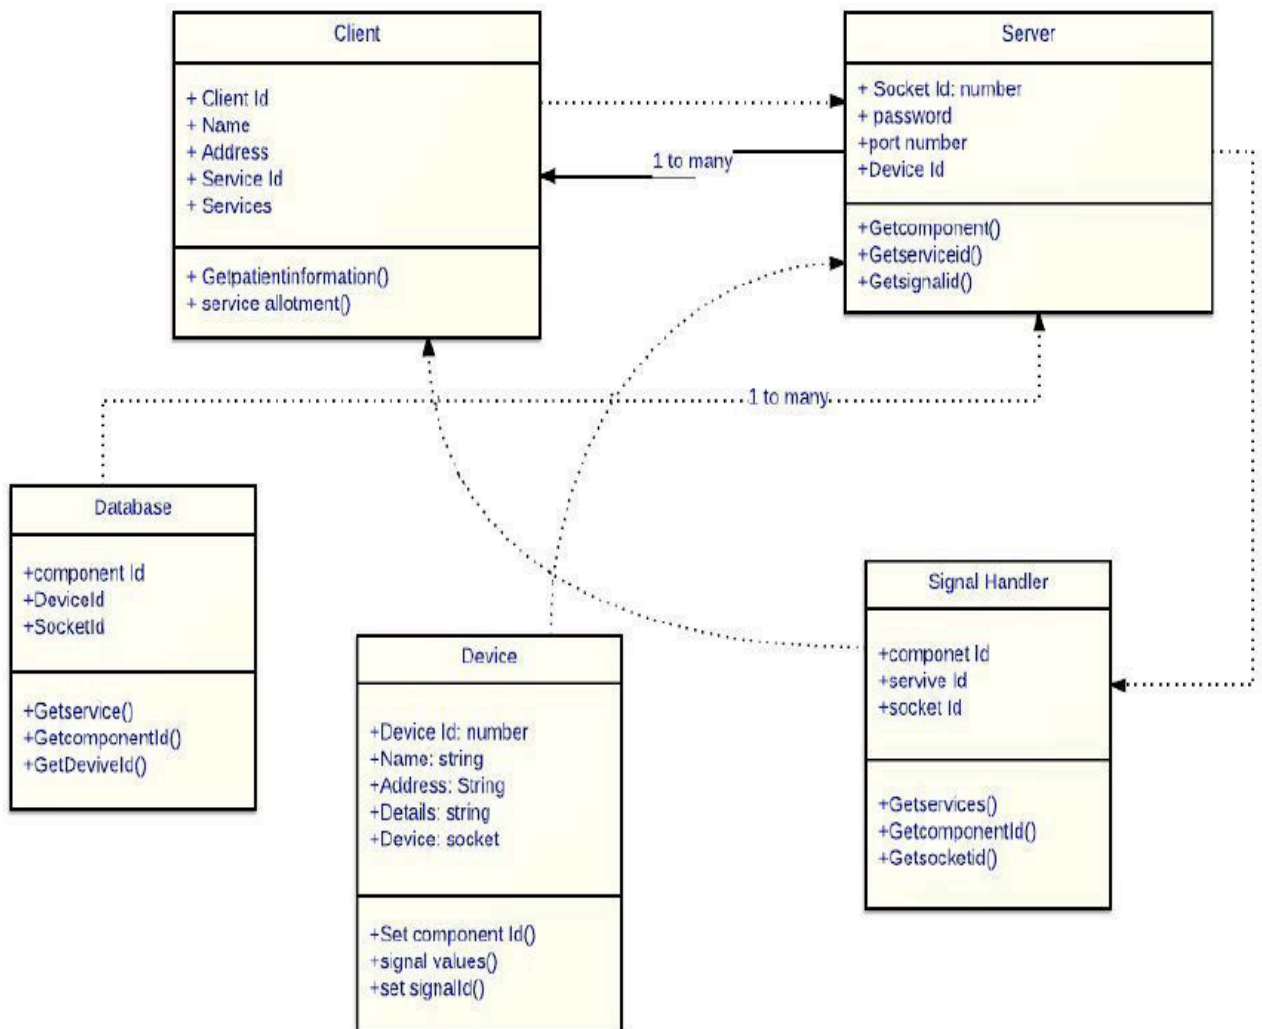 Client
+ Client Id
+ Name
+ Address
+ Service Id
+ Services
+ Getpatientinformation()
+ service allotment()
Server
+ Socket Id: number
+ password
+port number
+Device Id
+Getcomponent()
+Getserviceid()
+Getsignalid()
1 to many
1 to many
Database
+component Id
+DeviceId
+SocketId
+Getservice()
+GetcomponentId()
+GetDeviveId()
Device
+Device Id: number
+Name: string
+Address: String
+Details: string
+Device: socket
+Set component Id()
+signal values()
+set signalId()
Signal Handler
+componet Id
+servive Id
+socket Id
+Getservices()
+GetcomponentId()
+Getsocketid()